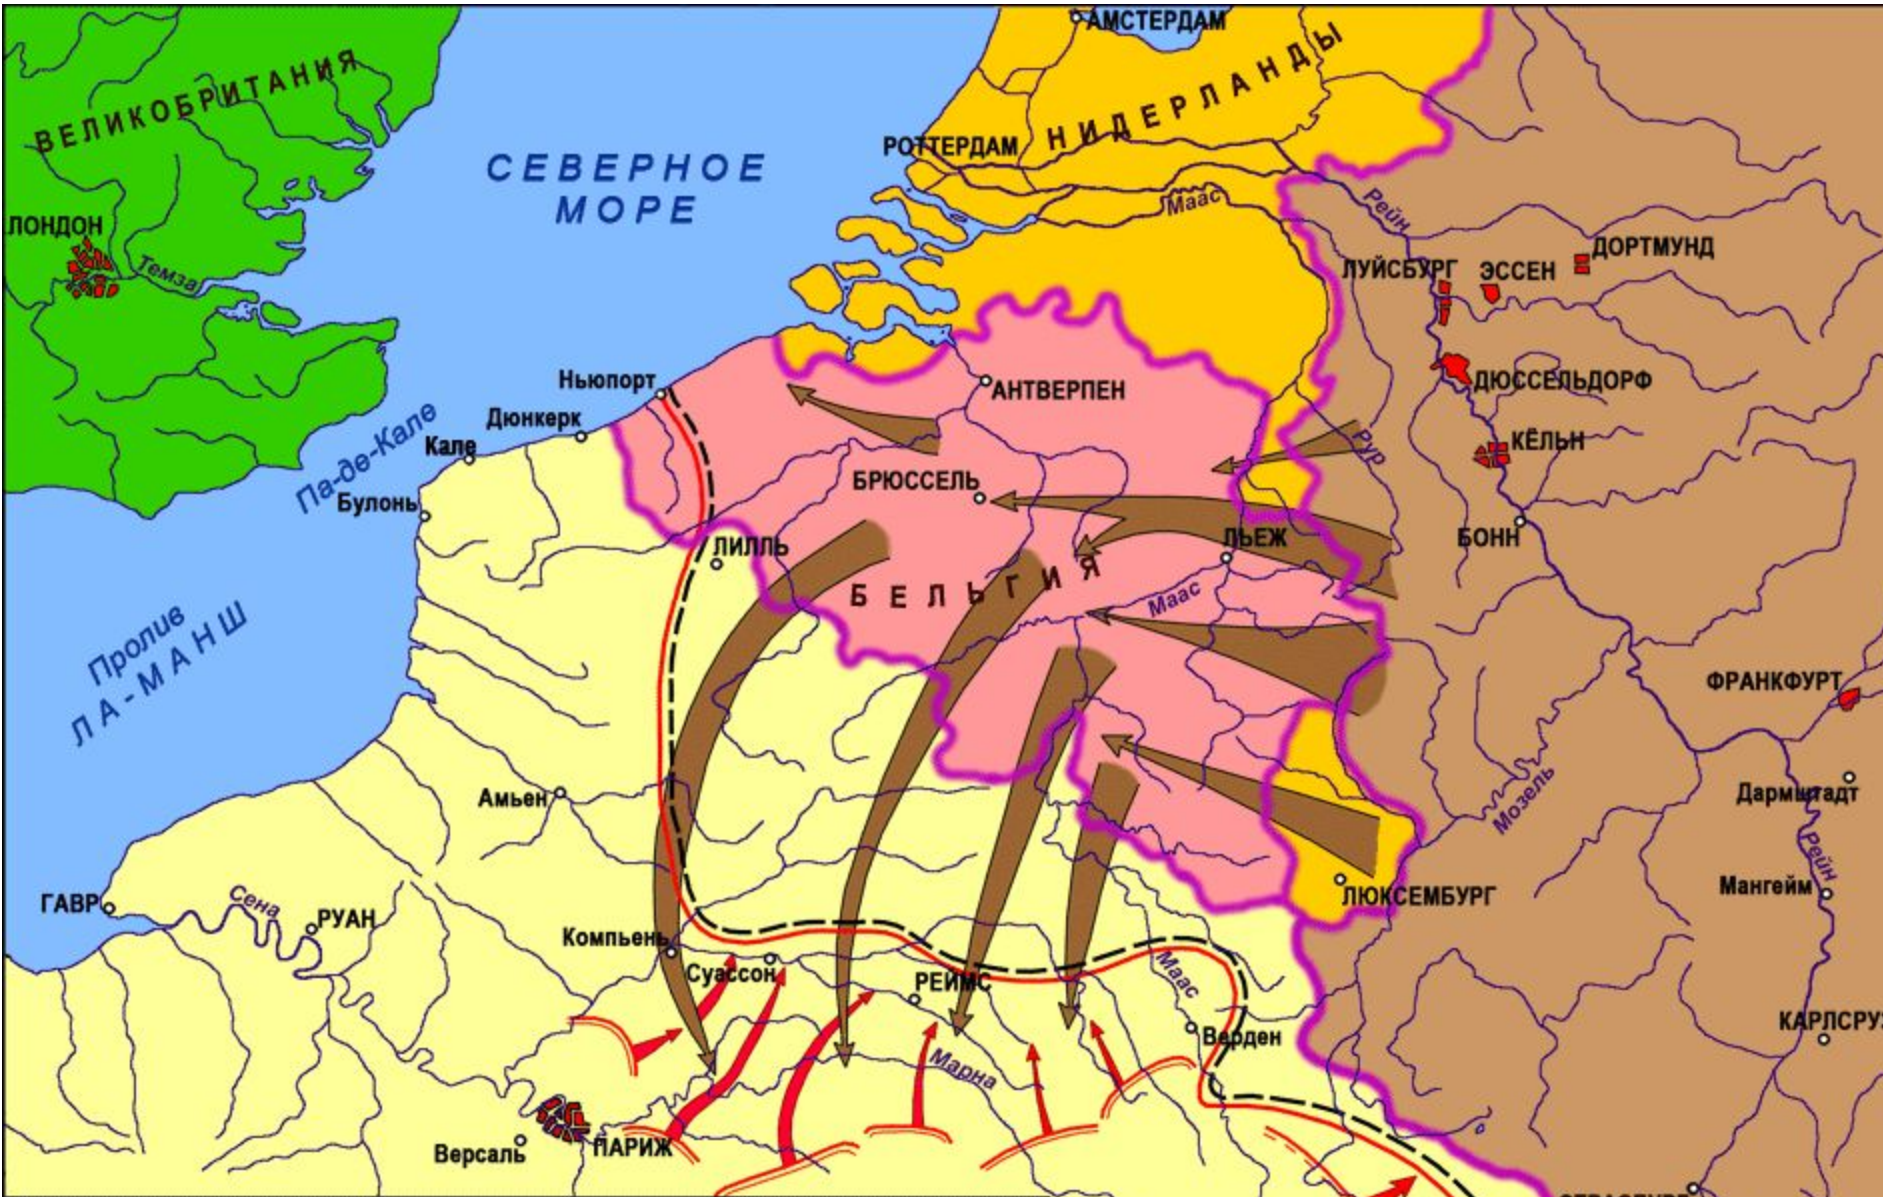 АМСТЕРДАМ
ВЕЛИКОБРИТАНИЯ
НИДЕРЛАНДЫ
РОТТЕРДАМ
СЕВЕРНОЕ
МОРЕ
Маас
Рейн
ЛОНДОН
Темза
ДОРТМУНД
ЛУЙСБУРГ
ЭССЕН
Ньюпорт
АНТВЕРПЕН
ДЮССЕЛЬДОРФ
Дюнкерк
Кале
Па-де-Кале
Рур
КЁЛЬН
БРЮССЕЛЬ
Булонь
ЛИЛЛЬ
ЛЬЕЖ
БОНН
БЕЛЬГИЯ
Маас
Пролив
ЛА-МАНШ
ФРАНКФУРТ
Амьен
Мозель
Дармштадт
Рейн
Мангейм
ГАВР
Сена
РУАН
ЛЮКСЕМБУРГ
Компьень
Суассон
РЕЙМС
Маас
Верден
КАРЛСРУ
Марна
Версаль
ПАРИЖ